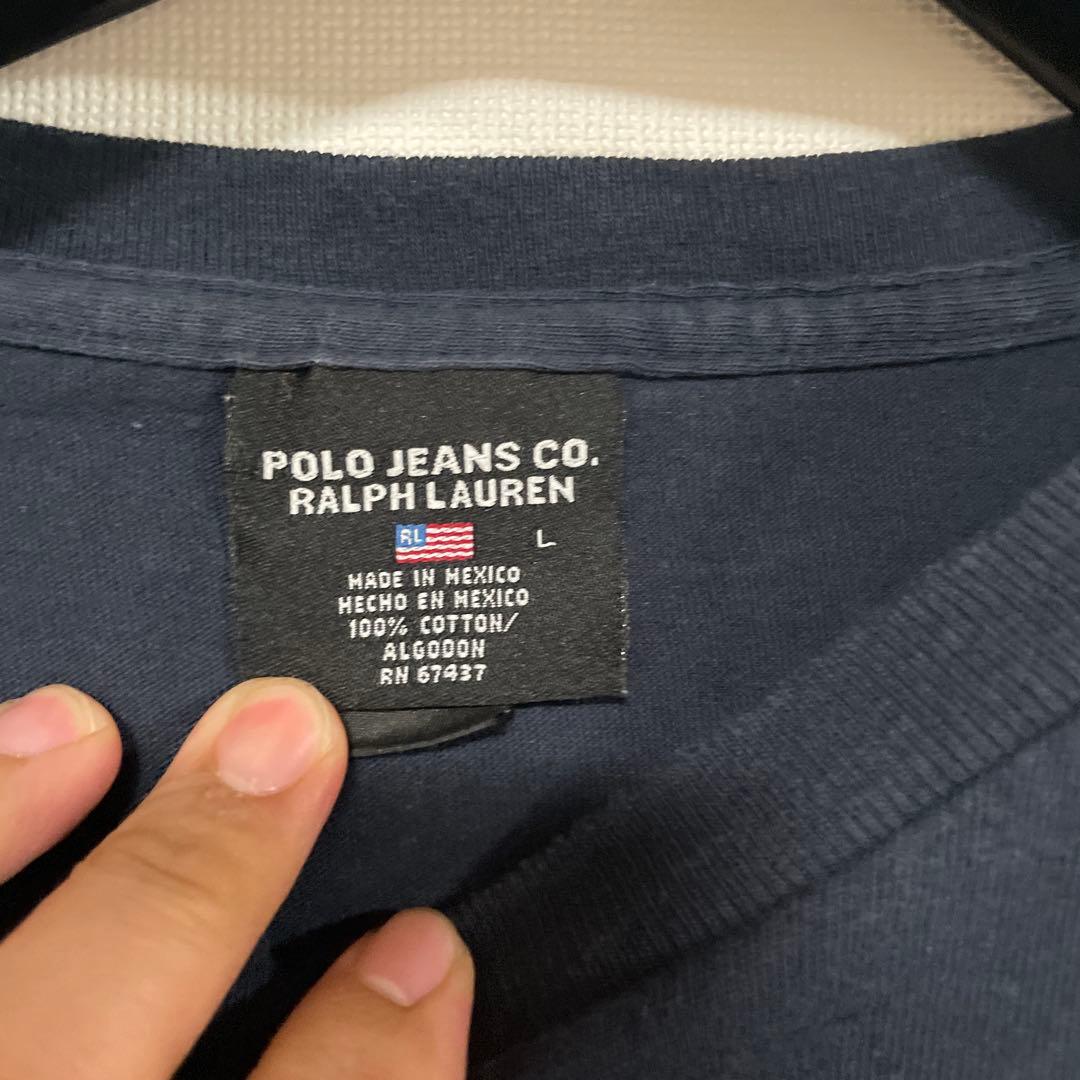 POLO JEANS CO.
RALPH LAUREN
RL
L
MADE IN MEXICO
HECHO EN MEXICO
100% COTTON/
ALGODON
RN 67437